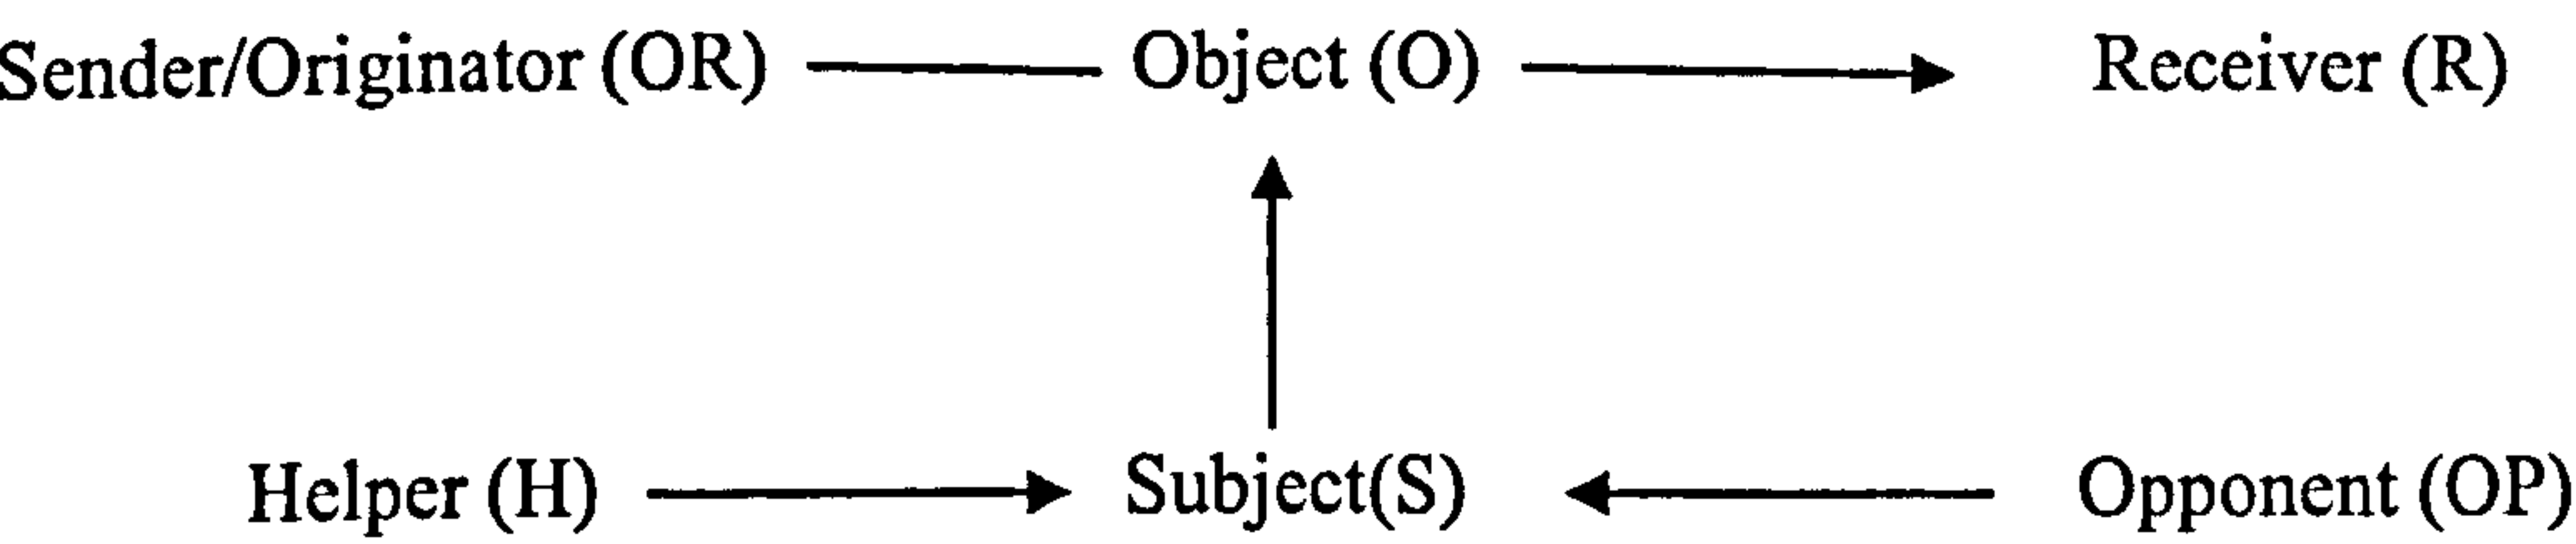 Sender/Originator (OR) Object (O) Receiver (R)
Helper (H) Subject(S) Opponent (OP)